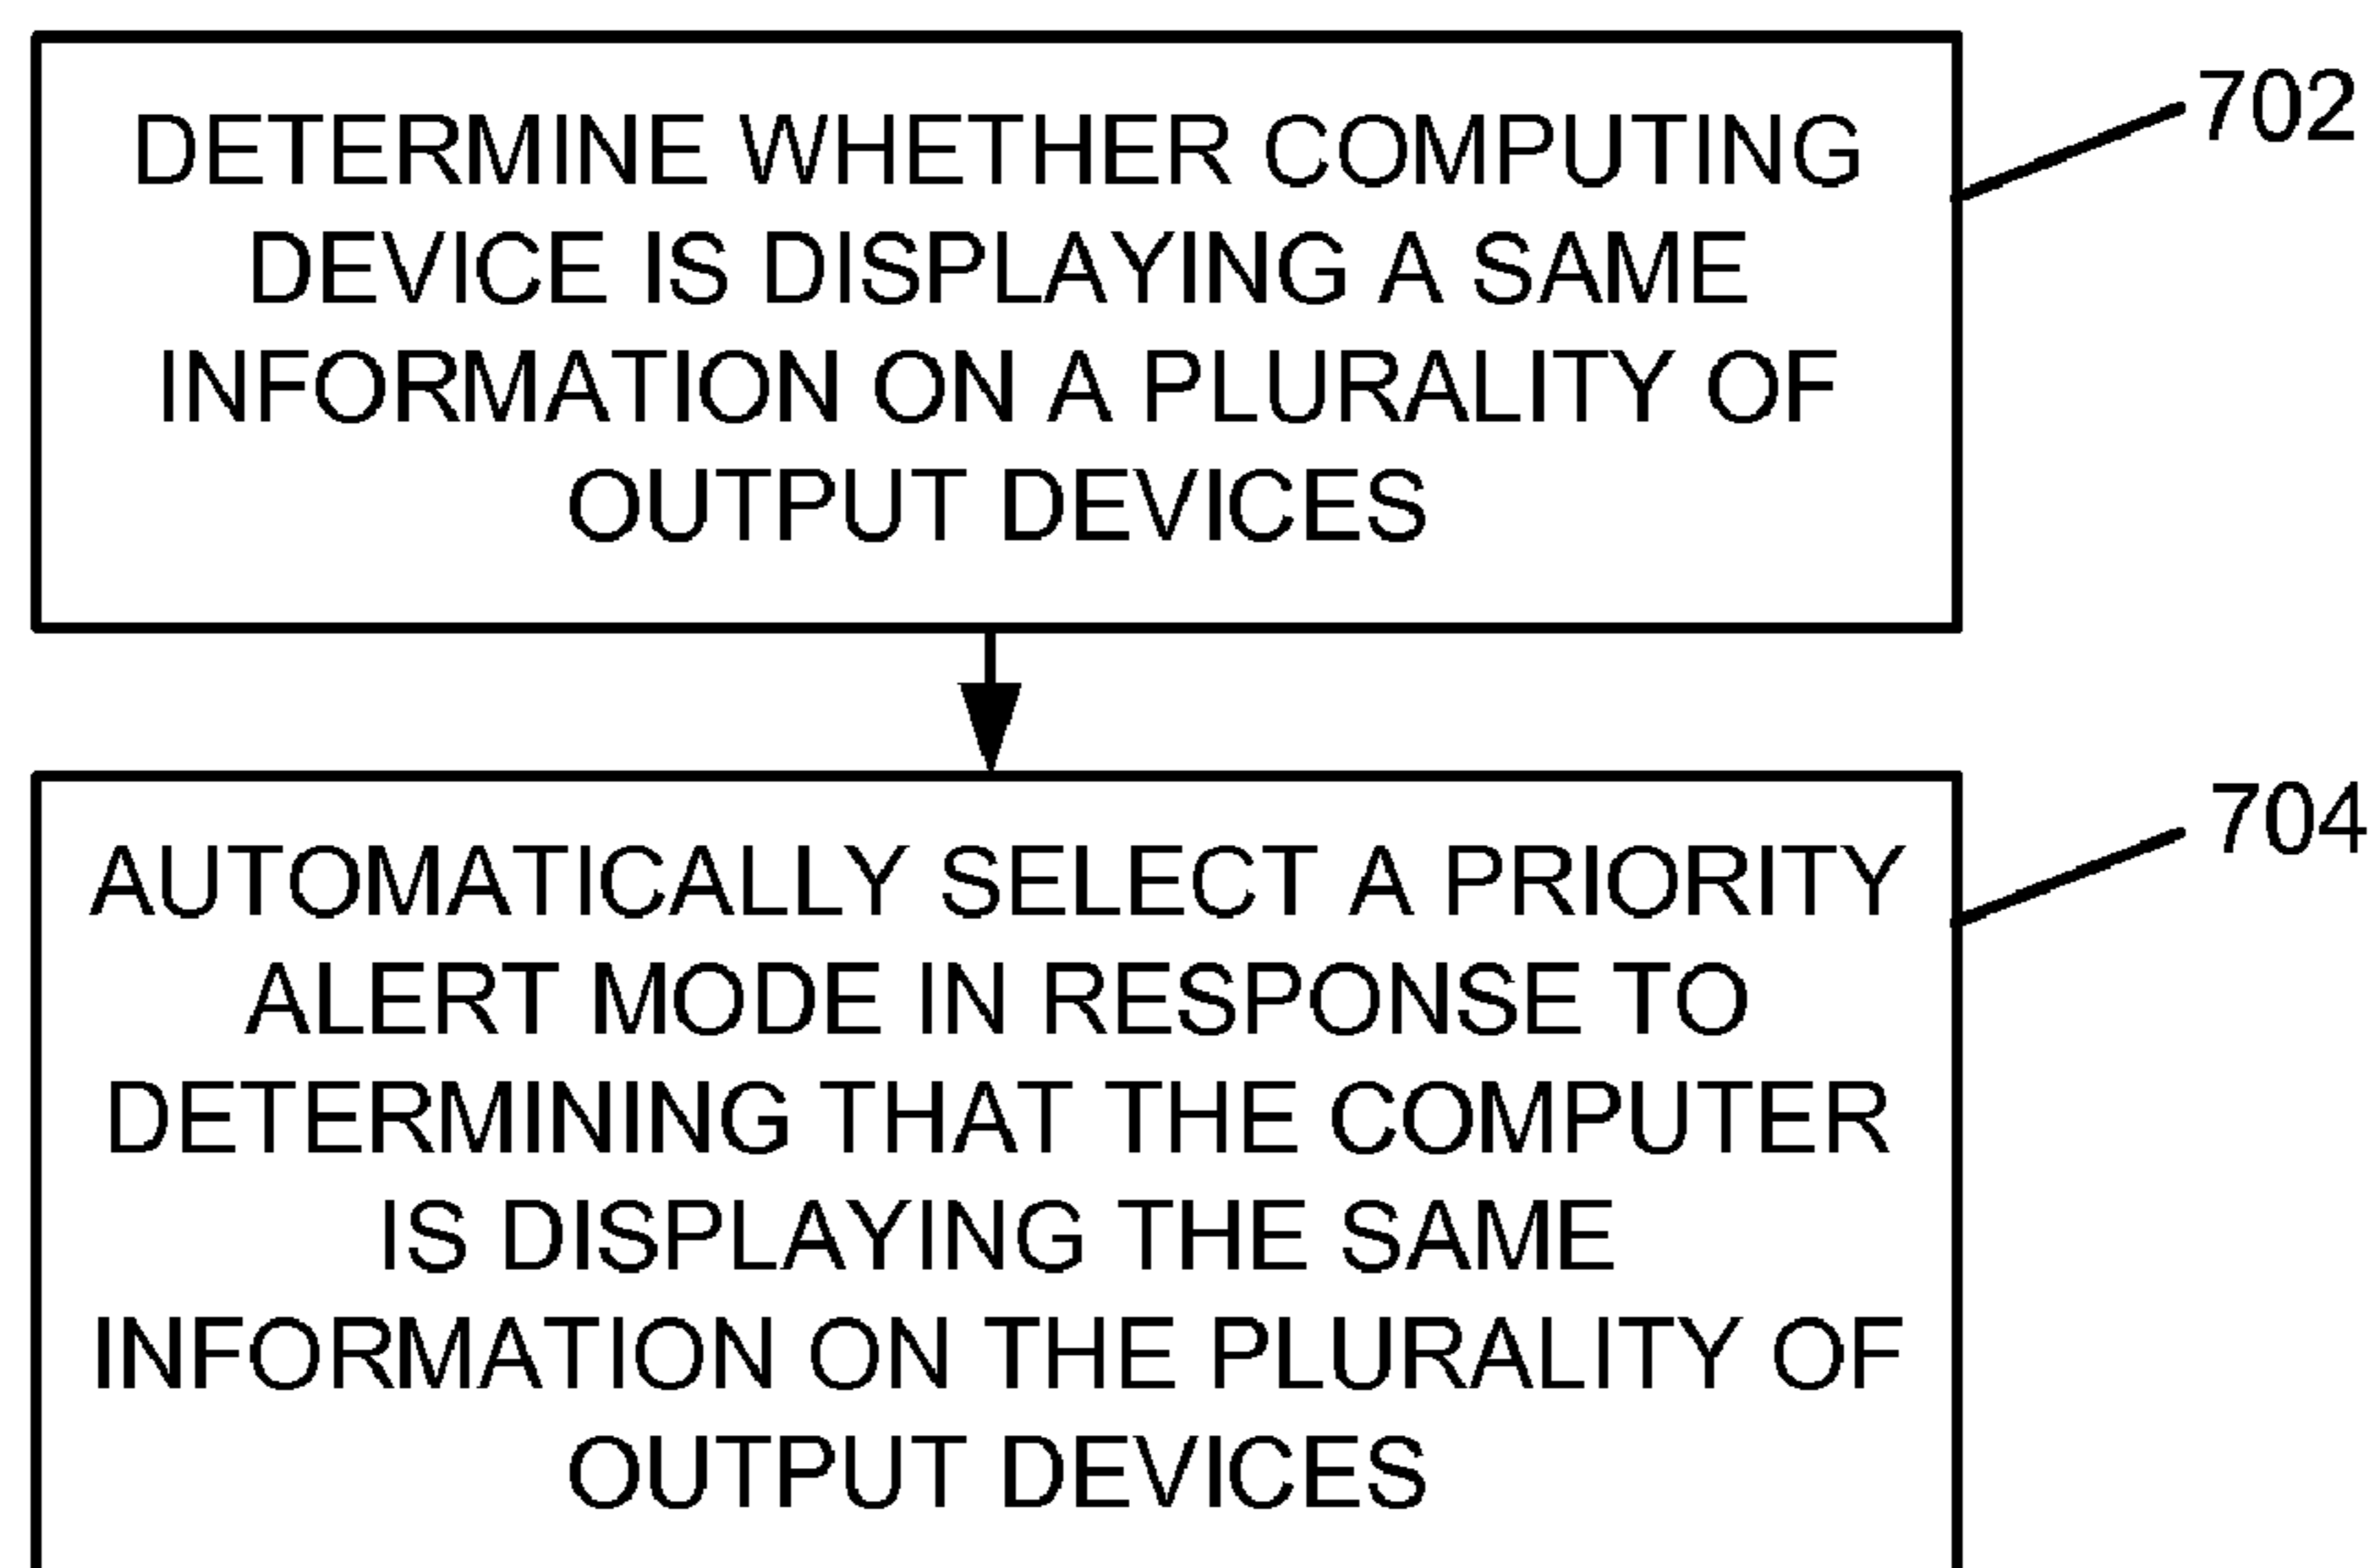 DETERMINE WHETHER COMPUTING
DEVICE IS DISPLAYING A SAME
INFORMATION ON A PLURALITY OF
OUTPUT DEVICES
702
AUTOMATICALLY SELECT A PRIORITY
ALERT MODE IN RESPONSE TO
DETERMINING THAT THE COMPUTER
IS DISPLAYING THE SAME
INFORMATION ON THE PLURALITY OF
OUTPUT DEVICES
704